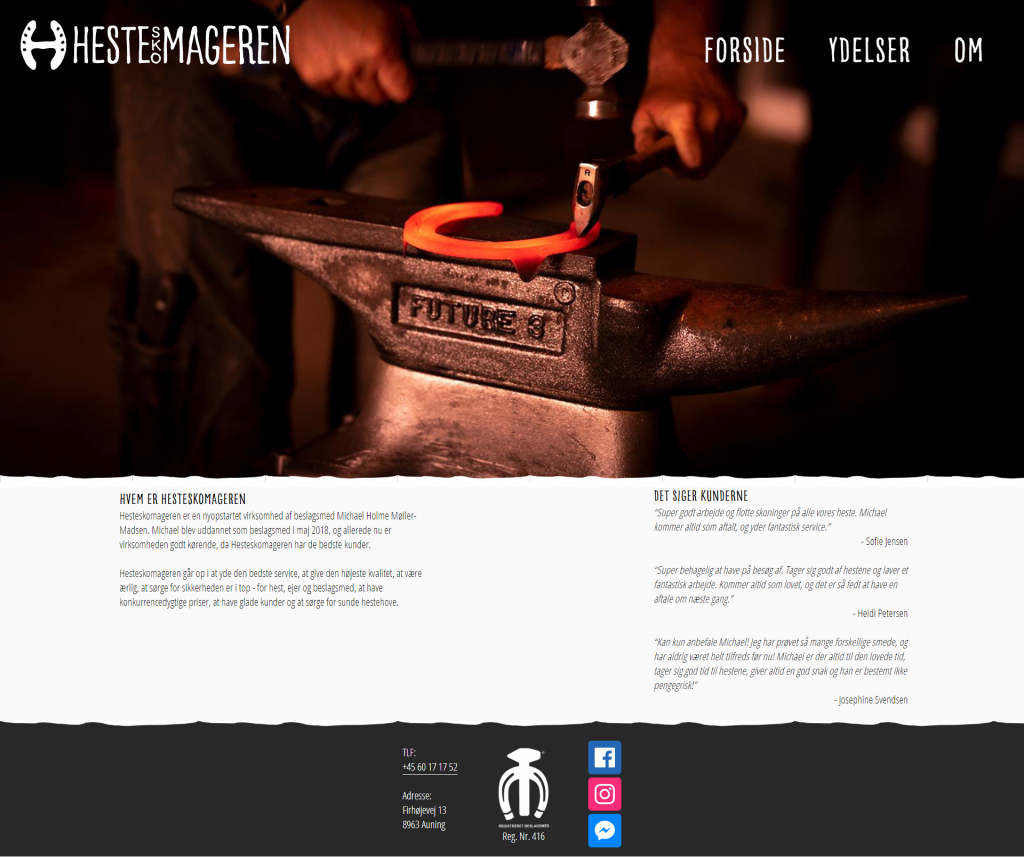 HESTESKOMAGEREN
FORSIDE YDELSER OM
R
©
FUTURE 3
HVEM ER HESTESKOMAGEREN
Hesteskomageren er en nyopstartet virksomhed af beslagsmed Michael Holme Møller-
Madsen. Michael blev uddannet som beslagsmed i maj 2018, og allerede nu er
virksomheden godt kørende, da Hesteskomageren har de bedste kunder.
Hesteskomageren går op i at yde den bedste service, at give den højeste kvalitet, at være
ærlig, at sørge for sikkerheden er i top - for hest, ejer og beslagsmed, at have
konkurrencedygtige priser, at have glade kunder og at sørge for sunde hestehove.
DET SIGER KUNDERNE
“Super godt arbejde og flotte skoninger på alle vores heste. Michael
kommer altid som aftalt, og yder fantastisk service.”
- Sofie Jensen
“Super behagelig at have på besøg af. Tager sig godt af hestene og laver et
fantastisk arbejde. Kommer altid som lovet, og det er så fedt at have en
aftale om næste gang.”
- Heidi Petersen
“Kan kun anbefale Michael! Jeg har prøvet så mange forskellige smede, og
har aldrig været helt tilfreds før nu! Michael er der altid til den lovede tid,
tager sig god tid til hestene, giver altid en god snak og han er bestemt ikke
pengegrisk!”
- Josephine Svendsen
TLF:
+45 60 17 17 52
Adresse:
Firhøjevej 13
8963 Auning
REGISTRERET BESLAGSMED
Reg. Nr. 416